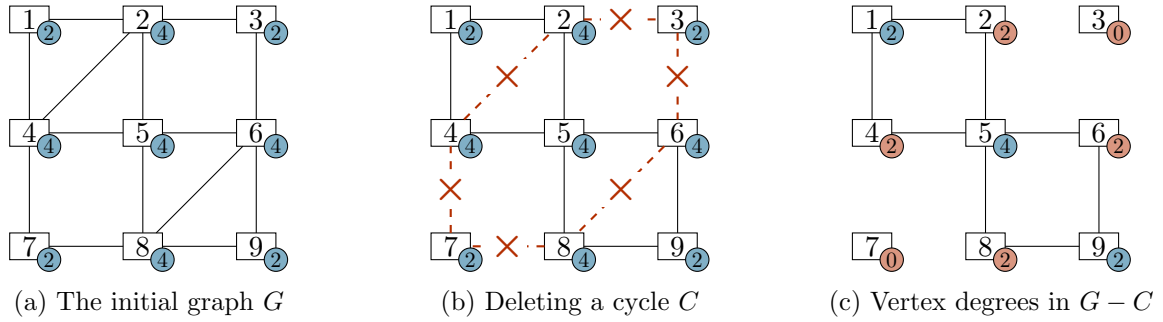 1 2 2 4 3 2
4 4 5 4 6 4
7 2 8 4 9 2
(a) The initial graph G
1 2 2 4 3 2
4 4 5 4 6 4
7 2 8 4 9 2
(b) Deleting a cycle C
1 2 2 2 3 0
4 2 5 4 6 2
7 0 8 2 9 2
(c) Vertex degrees in G − C